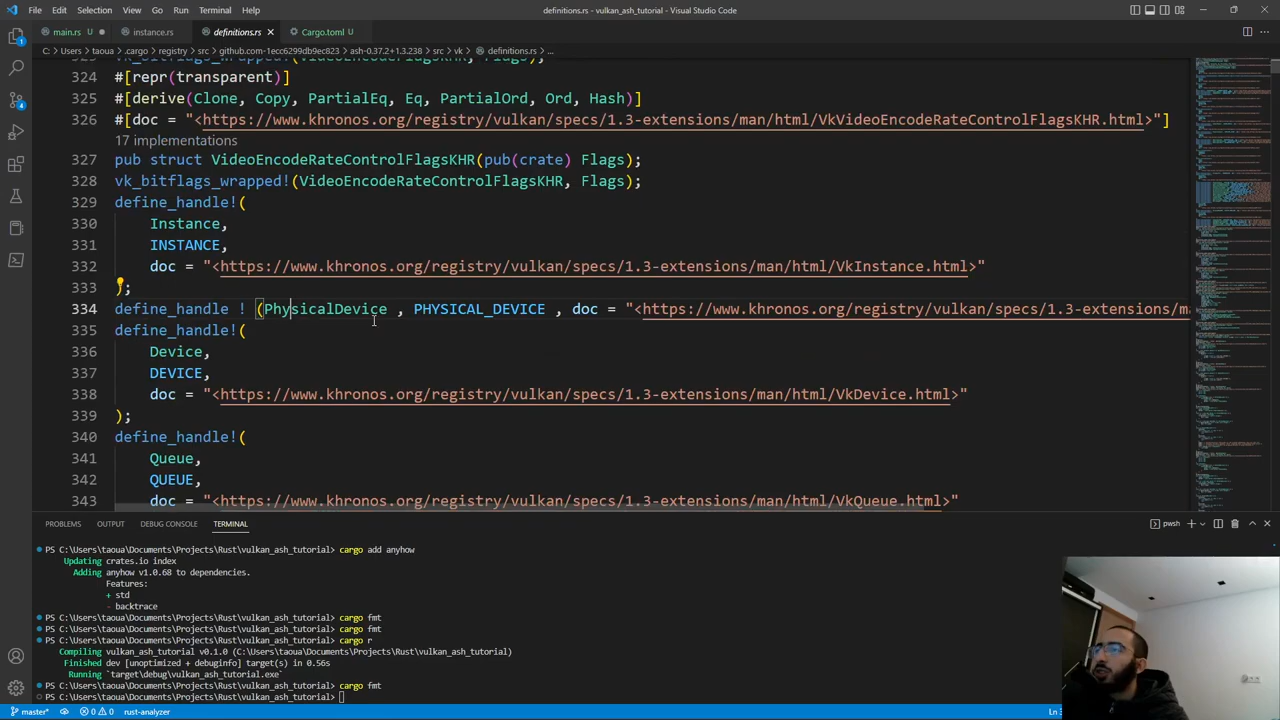 File Edit Selection View Go Run Terminal Help
definitions.rs - vulkan_ash_tutorial - Visual Studio Code
main.rs instance.rs definitions.rs Cargo.toml
C: > Users > taoua > .cargo > registry > src > github.com-1ecc6299db9ec823 > ash-0.37.2+1.3.238 > src > vk > definitions.rs > ...
324 #[repr(transparent)]
325 #[derive(Clone, Copy, PartialEq, Eq, PartialOrd, Ord, Hash)]
326 #[doc = "<https://www.khronos.org/registry/vulkan/specs/1.3-extensions/man/html/VkVideoEncodeRateControlFlagsKHR.html>"]
17 implementations
327 pub struct VideoEncodeRateControlFlagsKHR(pub(crate) Flags);
328 vk_bitflags_wrapped!(VideoEncodeRateControlFlagsKHR, Flags);
329 define_handle!(
330 Instance,
331 INSTANCE,
332 doc = "<https://www.khronos.org/registry/vulkan/specs/1.3-extensions/man/html/VkInstance.html>"
333 );
334 define_handle ! (PhysicalDevice , PHYSICAL_DEVICE , doc = "<https://www.khronos.org/registry/vulkan/specs/1.3-extensions/m
335 define_handle!(
336 Device,
337 DEVICE,
338 doc = "<https://www.khronos.org/registry/vulkan/specs/1.3-extensions/man/html/VkDevice.html>"
339 );
340 define_handle!(
341 Queue,
342 QUEUE,
343 doc = "<https://www.khronos.org/registry/vulkan/specs/1.3-extensions/man/html/VkQueue.html>"
PROBLEMS OUTPUT DEBUG CONSOLE TERMINAL
pwsh
PS C:\Users\taoua\Documents\Projects\Rust\vulkan_ash_tutorial> cargo add anyhow
Updating crates.io index
Adding anyhow v1.0.68 to dependencies.
Features:
+ std
- backtrace
PS C:\Users\taoua\Documents\Projects\Rust\vulkan_ash_tutorial> cargo fmt
PS C:\Users\taoua\Documents\Projects\Rust\vulkan_ash_tutorial> cargo fmt
PS C:\Users\taoua\Documents\Projects\Rust\vulkan_ash_tutorial> cargo r
Compiling vulkan_ash_tutorial v0.1.0 (C:\Users\taoua\Documents\Projects\Rust\vulkan_ash_tutorial)
Finished dev [unoptimized + debuginfo] target(s) in 0.56s
Running `target\debug\vulkan_ash_tutorial.exe`
PS C:\Users\taoua\Documents\Projects\Rust\vulkan_ash_tutorial> cargo fmt
PS C:\Users\taoua\Documents\Projects\Rust\vulkan_ash_tutorial>
master* 0 0 rust-analyzer